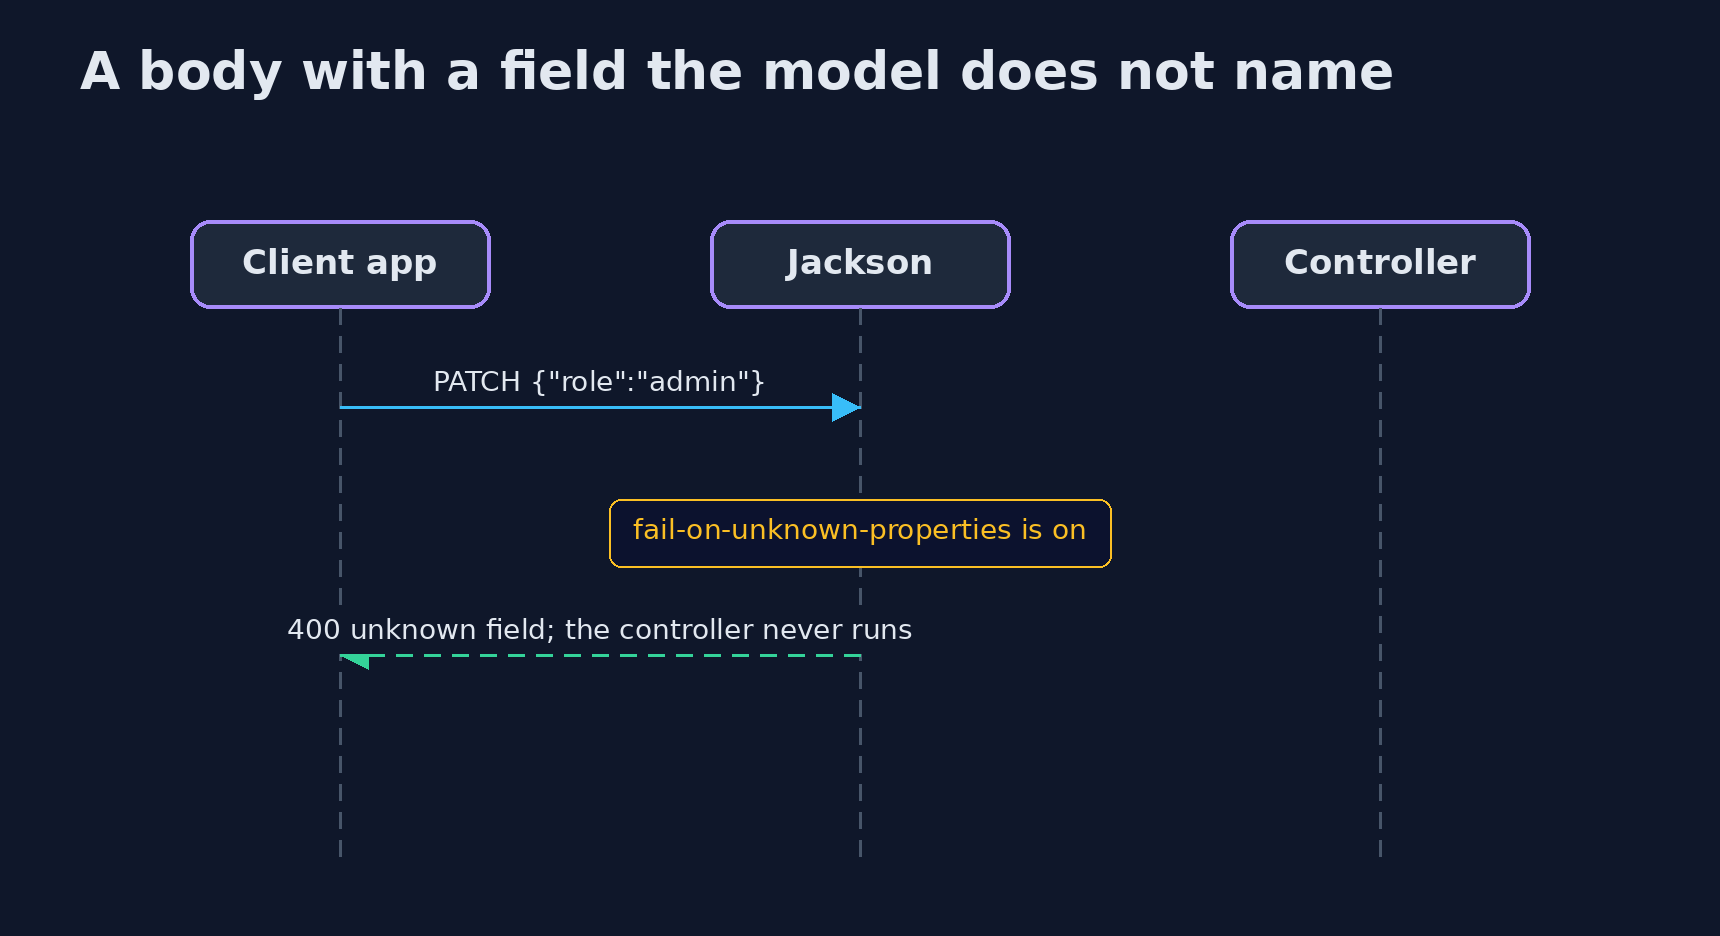 A body with a field the model does not name
Client app
Jackson
Controller
PATCH {"role":"admin"}
fail-on-unknown-properties is on
400 unknown field; the controller never runs